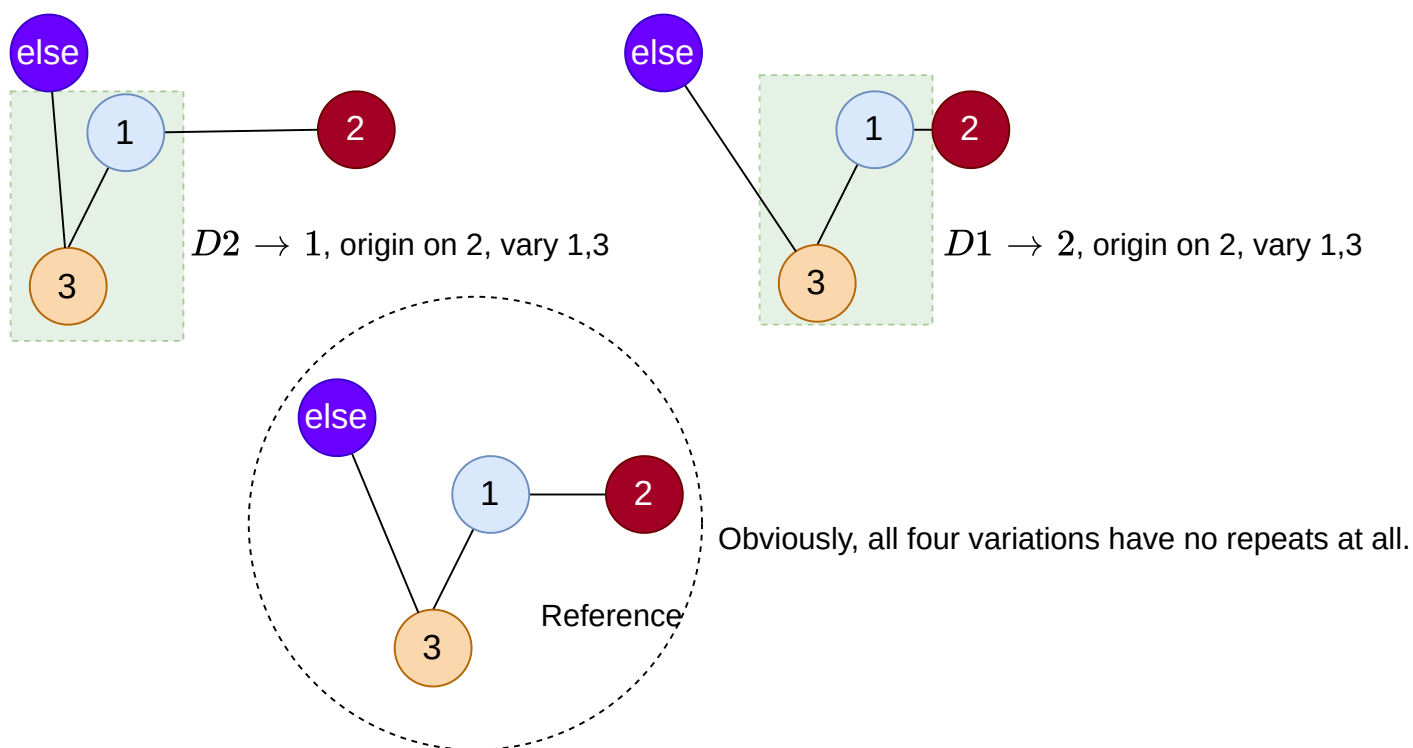 else
else
1
2
1
2
3
D2 → 1, origin on 2, vary 1,3
3
D1 → 2, origin on 2, vary 1,3
else
1
2
Obviously, all four variations have no repeats at all.
Reference
3